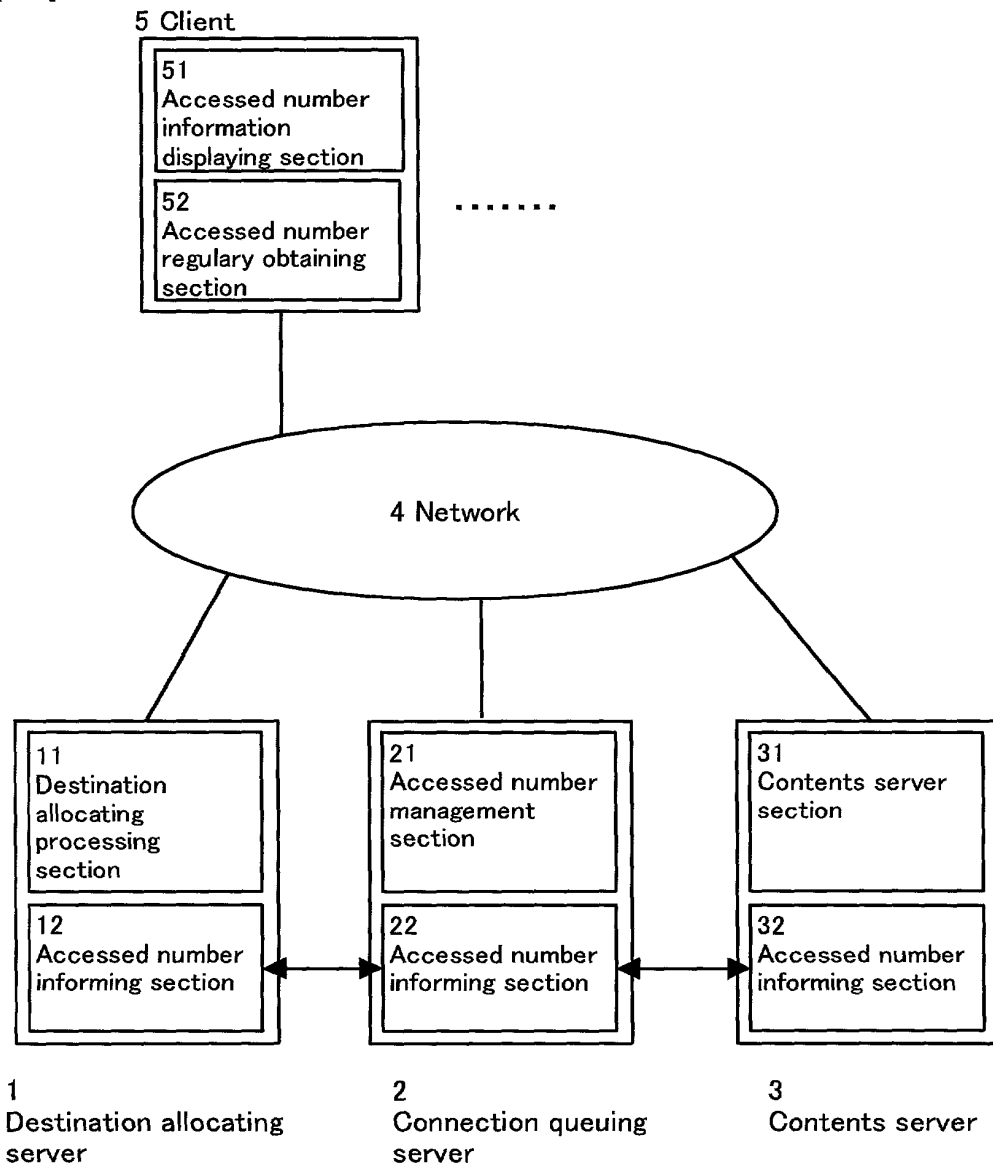 5 Client
51
Accessed number
information
displaying section
52
Accessed number
regulary obtaining
section
4 Network
11
Destination
allocating
processing
section
12
Accessed number
informing section
21
Accessed number
management
section
22
Accessed number
informing section
31
Contents server
section
32
Accessed number
informing section
1
Destination allocating
server
2
Connection queuing
server
3
Contents server